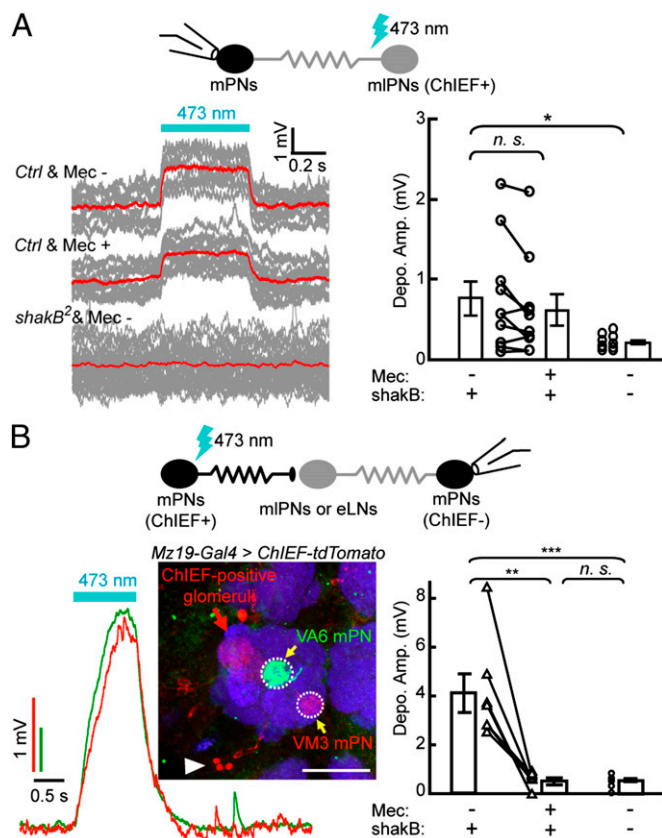 A
473 nm
mPNs
mlPNs (ChIEF+)
473 nm
1 mV
0.2 s
Ctrl & Mec -
Ctrl & Mec +
shakB² & Mec -
3
2
1
0
Depo. Amp. (mV)
*
n. s.
Mec: - + -
shakB: + + -
B
473 nm
mPNs
(ChIEF+)
mlPNs or eLNs
mPNs
(ChIEF-)
Mz19-Gal4 > ChIEF-tdTomato
473 nm
ChIEF-positive
glomeruli
VA6 mPN
VM3 mPN
1 mV
0.5 s
8
6
4
2
0
Depo. Amp. (mV)
***
**
n. s.
Mec: - + -
shakB: + + -